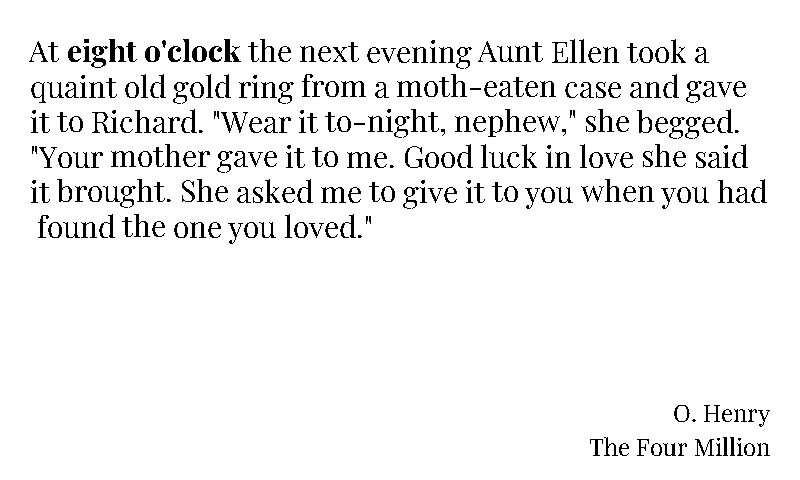 At eight o'clock the next evening Aunt Ellen took a
quaint old gold ring from a moth-eaten case and gave
it to Richard. "Wear it to-night, nephew," she begged.
"Your mother gave it to me. Good luck in love she said
it brought. She asked me to give it to you when you had
found the one you loved."
O. Henry
The Four Million